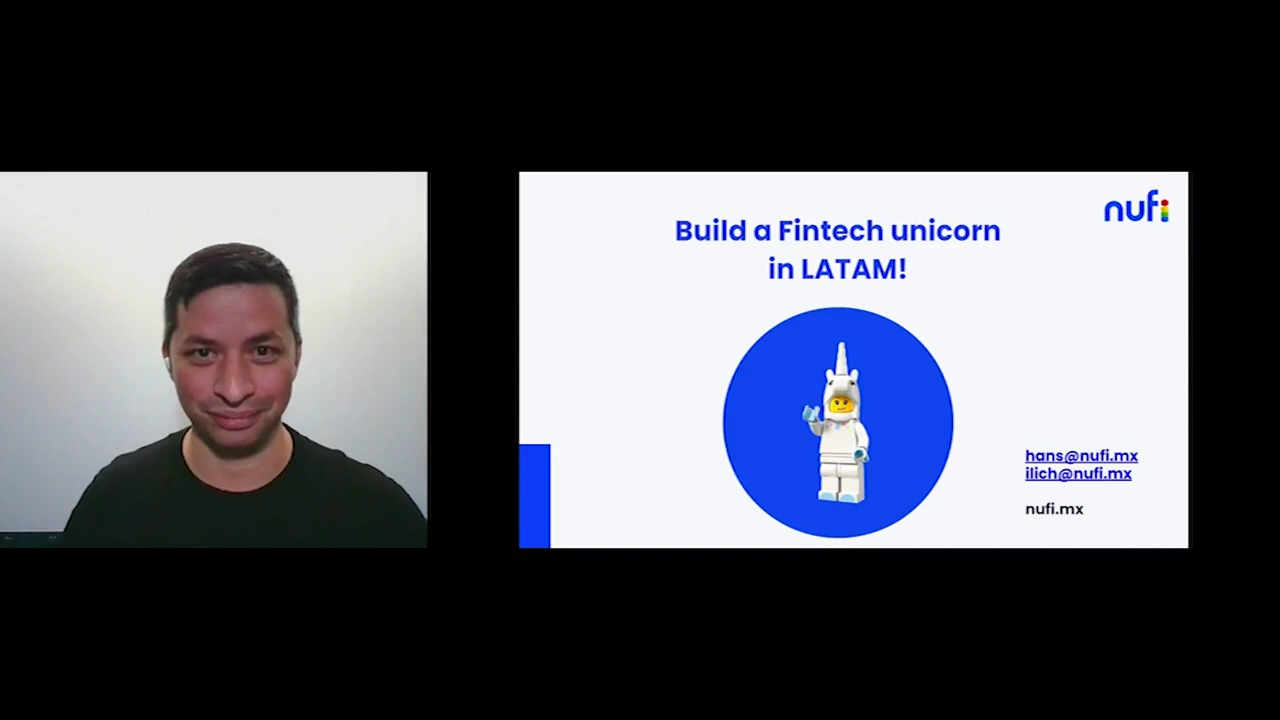 nufi
Build a Fintech unicorn
in LATAM!
hans@nufi.mx
ilich@nufi.mx
nufi.mx